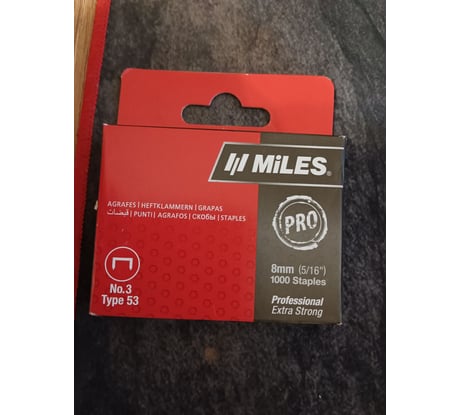 MiLES®
PRO
AGRAFES | HEFTKLAMMERN | GRAPAS
قبضات | PUNTI | AGRAFOS | СКОБЫ | STAPLES
8mm (5/16")
1000 Staples
No.3
Type 53
Professional
Extra Strong